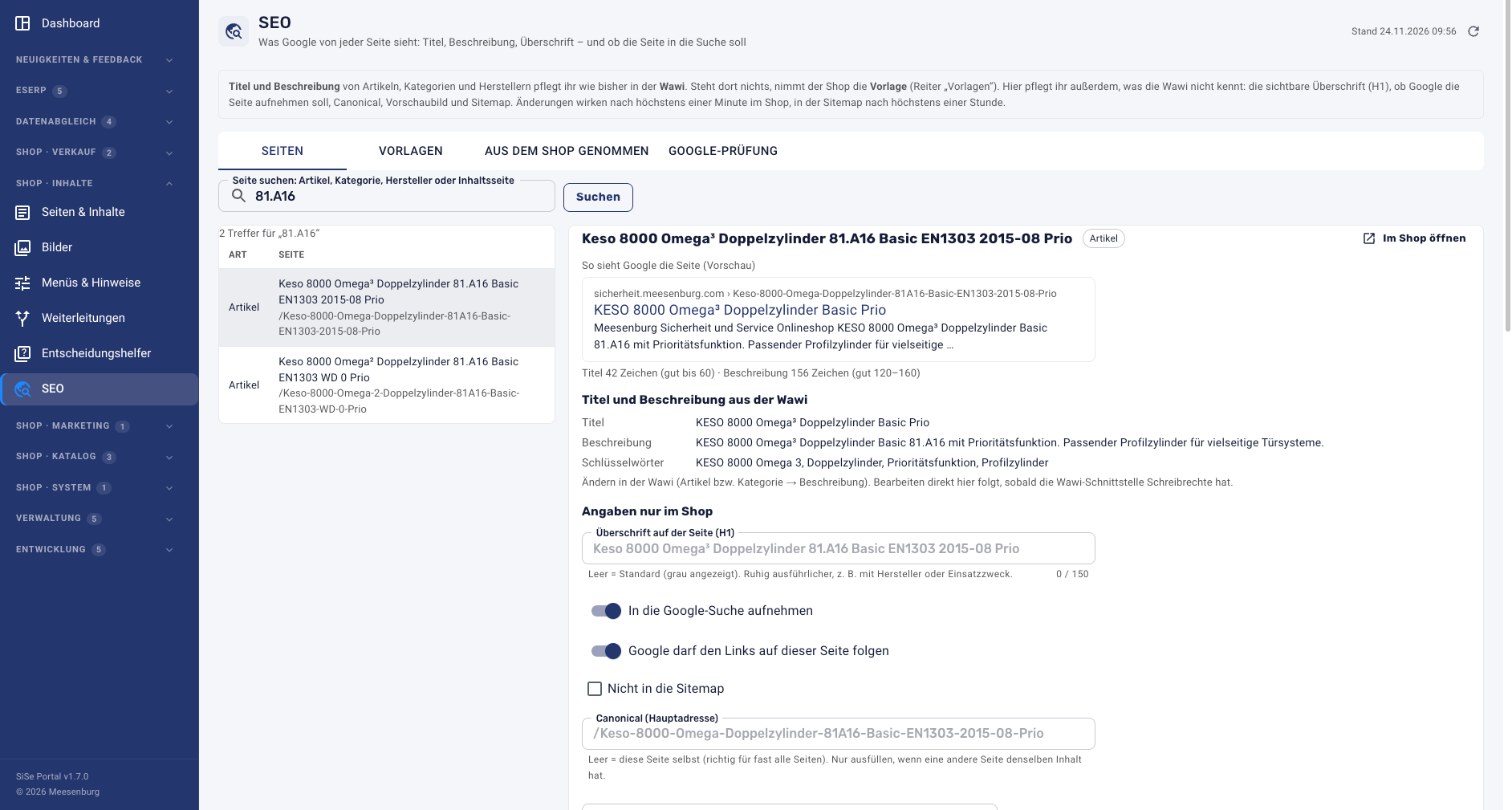 Dashboard
NEUIGKEITEN & FEEDBACK
ESERP 5
DATENABGLEICH 4
SHOP · VERKAUF 2
SHOP · INHALTE
Seiten & Inhalte
Bilder
Menüs & Hinweise
Weiterleitungen
Entscheidungshelfer
SEO
SHOP · MARKETING 1
SHOP · KATALOG 3
SHOP · SYSTEM 1
VERWALTUNG 5
ENTWICKLUNG 5
SiSe Portal v1.7.0
© 2026 Meesenburg
SEO
Was Google von jeder Seite sieht: Titel, Beschreibung, Überschrift – und ob die Seite in die Suche soll
Stand 24.11.2026 09:56
Titel und Beschreibung von Artikeln, Kategorien und Herstellern pflegt ihr wie bisher in der Wawi. Steht dort nichts, nimmt der Shop die Vorlage (Reiter „Vorlagen“). Hier pflegt ihr außerdem, was die Wawi nicht kennt: die sichtbare Überschrift (H1), ob Google die
Seite aufnehmen soll, Canonical, Vorschaubild und Sitemap. Änderungen wirken nach höchstens einer Minute im Shop, in der Sitemap nach höchstens einer Stunde.
SEITEN
VORLAGEN
AUS DEM SHOP GENOMMEN
GOOGLE-PRÜFUNG
Seite suchen: Artikel, Kategorie, Hersteller oder Inhaltsseite
81.A16
Suchen
2 Treffer für „81.A16“
ART SEITE
Artikel
Keso 8000 Omega³ Doppelzylinder 81.A16 Basic
EN1303 2015-08 Prio
/Keso-8000-Omega-Doppelzylinder-81A16-Basic-
EN1303-2015-08-Prio
Artikel
Keso 8000 Omega² Doppelzylinder 81.A16 Basic
EN1303 WD 0 Prio
/Keso-8000-Omega-2-Doppelzylinder-81A16-Basic-
EN1303-WD-0-Prio
Keso 8000 Omega³ Doppelzylinder 81.A16 Basic EN1303 2015-08 Prio Artikel
Im Shop öffnen
So sieht Google die Seite (Vorschau)
sicherheit.meesenburg.com › Keso-8000-Omega-Doppelzylinder-81A16-Basic-EN1303-2015-08-Prio
KESO 8000 Omega³ Doppelzylinder Basic Prio
Meesenburg Sicherheit und Service Onlineshop KESO 8000 Omega³ Doppelzylinder Basic
81.A16 mit Prioritätsfunktion. Passender Profilzylinder für vielseitige ...
Titel 42 Zeichen (gut bis 60) · Beschreibung 156 Zeichen (gut 120–160)
Titel und Beschreibung aus der Wawi
Titel KESO 8000 Omega³ Doppelzylinder Basic Prio
Beschreibung KESO 8000 Omega³ Doppelzylinder Basic 81.A16 mit Prioritätsfunktion. Passender Profilzylinder für vielseitige Türsysteme.
Schlüsselwörter KESO 8000 Omega 3, Doppelzylinder, Prioritätsfunktion, Profilzylinder
Ändern in der Wawi (Artikel bzw. Kategorie → Beschreibung). Bearbeiten direkt hier folgt, sobald die Wawi-Schnittstelle Schreibrechte hat.
Angaben nur im Shop
Überschrift auf der Seite (H1)
Keso 8000 Omega³ Doppelzylinder 81.A16 Basic EN1303 2015-08 Prio
Leer = Standard (grau angezeigt). Ruhig ausführlicher, z. B. mit Hersteller oder Einsatzzweck. 0 / 150
In die Google-Suche aufnehmen
Google darf den Links auf dieser Seite folgen
Nicht in die Sitemap
Canonical (Hauptadresse)
/Keso-8000-Omega-Doppelzylinder-81A16-Basic-EN1303-2015-08-Prio
Leer = diese Seite selbst (richtig für fast alle Seiten). Nur ausfüllen, wenn eine andere Seite denselben Inhalt
hat.